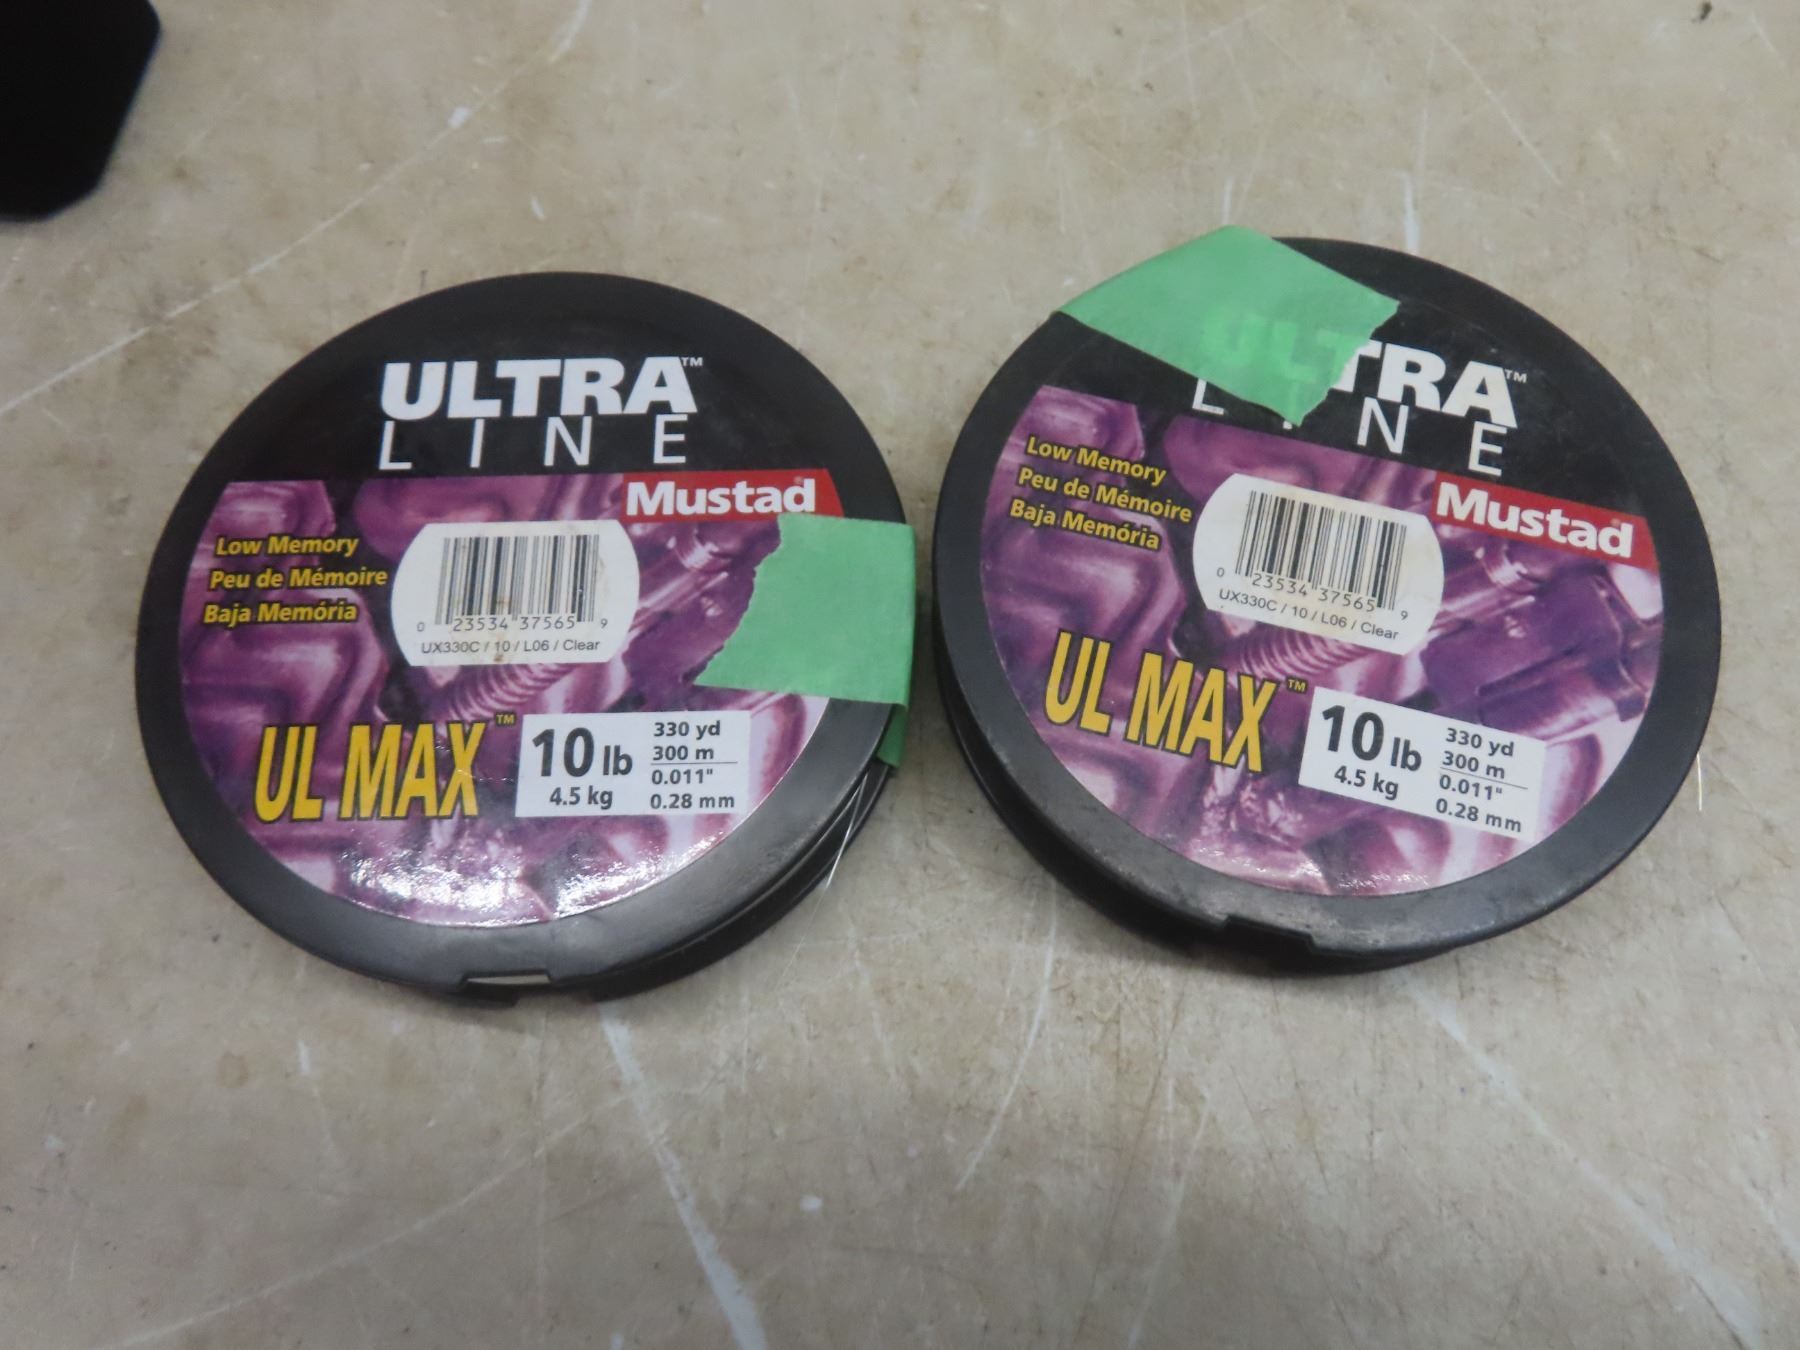 ULTRA™
LINE
Mustad
Low Memory
Peu de Mémoire
Baja Memória
0 23534 37565 9
UX330C / 10 / L06 / Clear
UL MAX™
10 lb
4.5 kg
330 yd
300 m
0.011"
0.28 mm
ULTRA™
LINE
Mustad
Low Memory
Peu de Mémoire
Baja Memória
0 23534 37565 9
UX330C / 10 / L06 / Clear
UL MAX™
10 lb
4.5 kg
330 yd
300 m
0.011"
0.28 mm